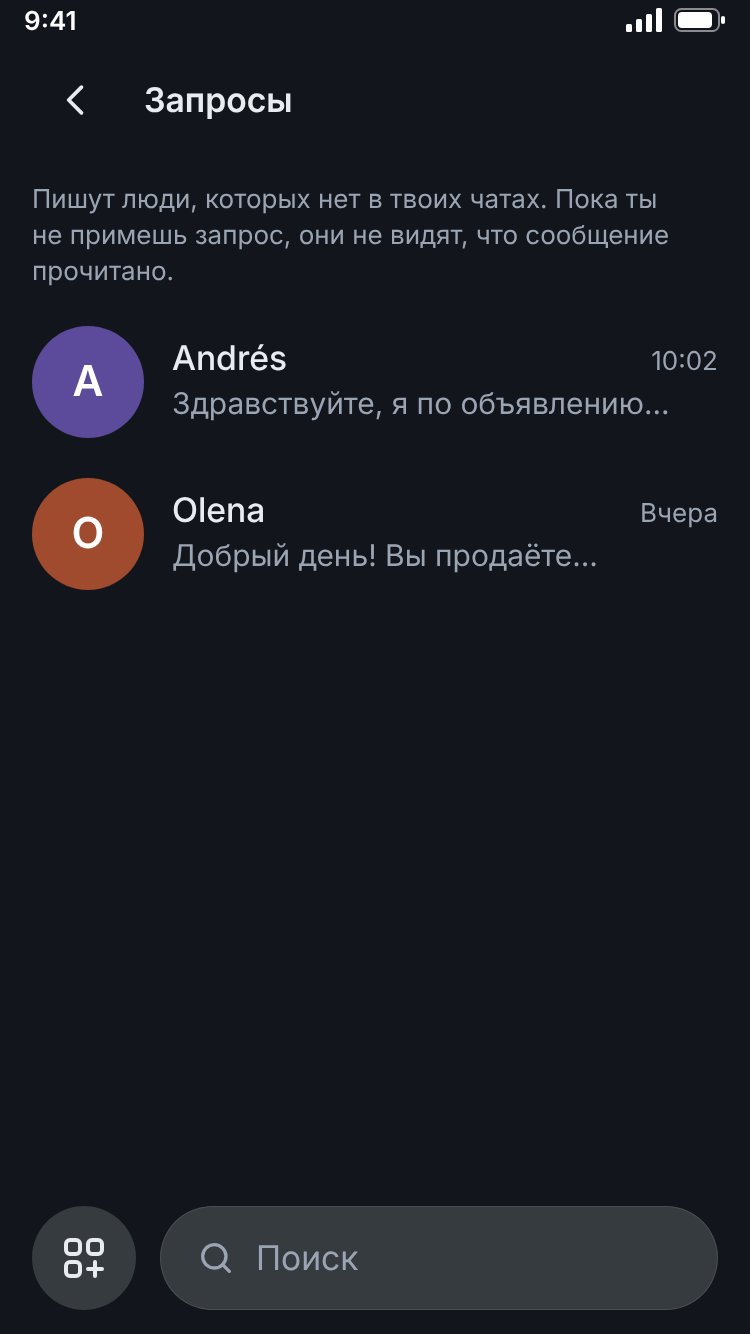 9:41
Запросы
Пишут люди, которых нет в твоих чатах. Пока ты
не примешь запрос, они не видят, что сообщение
прочитано.
A
Andrés
10:02
Здравствуйте, я по объявлению...
O
Olena
Вчера
Добрый день! Вы продаёте...
Поиск